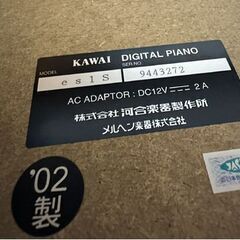 KAWAI DIGITAL PIANO
MODEL es1S SERI NO 9443272
AC ADAPTOR : DC12V ⎓ 2A
株式会社 河合楽器製作所
メルヘン楽器株式会社
'02
製